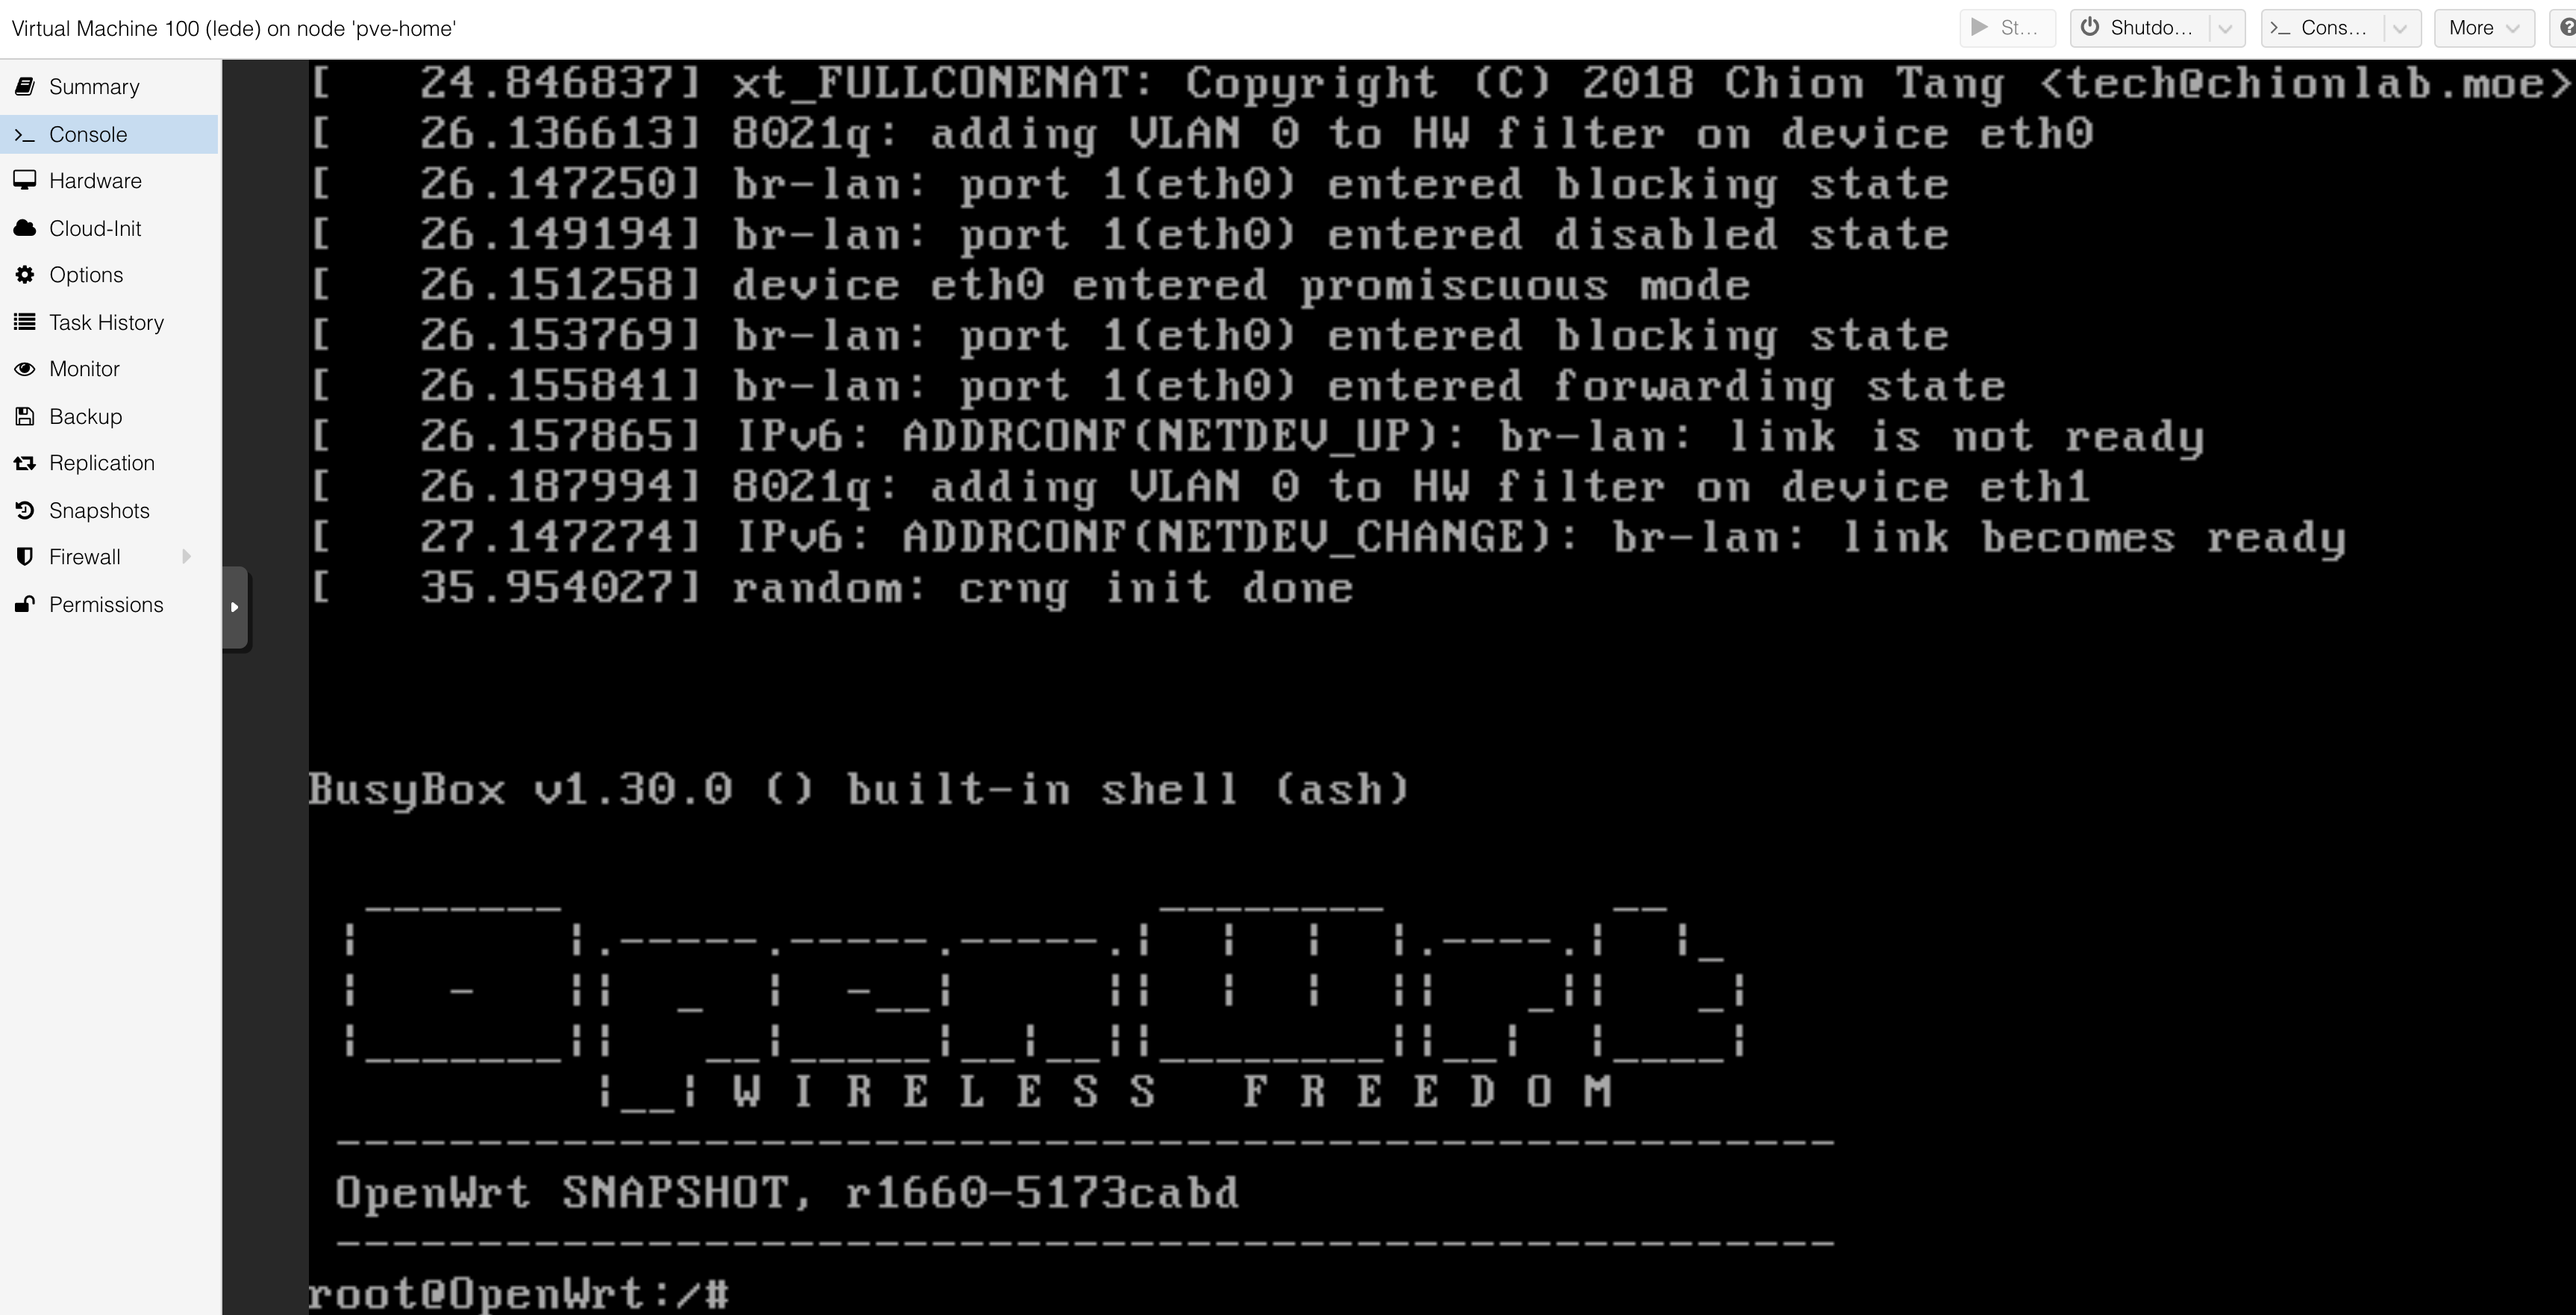 Virtual Machine 100 (lede) on node 'pve-home'
St... Shutdo... Cons... More
Summary
Console
Hardware
Cloud-Init
Options
Task History
Monitor
Backup
Replication
Snapshots
Firewall
Permissions
[   24.846837] xt_FULLCONENAT: Copyright (C) 2018 Chion Tang <tech@chionlab.moe>
[   26.136613] 8021q: adding VLAN 0 to HW filter on device eth0
[   26.147250] br-lan: port 1(eth0) entered blocking state
[   26.149194] br-lan: port 1(eth0) entered disabled state
[   26.151258] device eth0 entered promiscuous mode
[   26.153769] br-lan: port 1(eth0) entered blocking state
[   26.155841] br-lan: port 1(eth0) entered forwarding state
[   26.157865] IPv6: ADDRCONF(NETDEV_UP): br-lan: link is not ready
[   26.187994] 8021q: adding VLAN 0 to HW filter on device eth1
[   27.147274] IPv6: ADDRCONF(NETDEV_CHANGE): br-lan: link becomes ready
[   35.954027] random: crng init done
BusyBox v1.30.0 () built-in shell (ash)
W I R E L E S S   F R E E D O M
OpenWrt SNAPSHOT, r1660-5173cabd
root@OpenWrt:/#